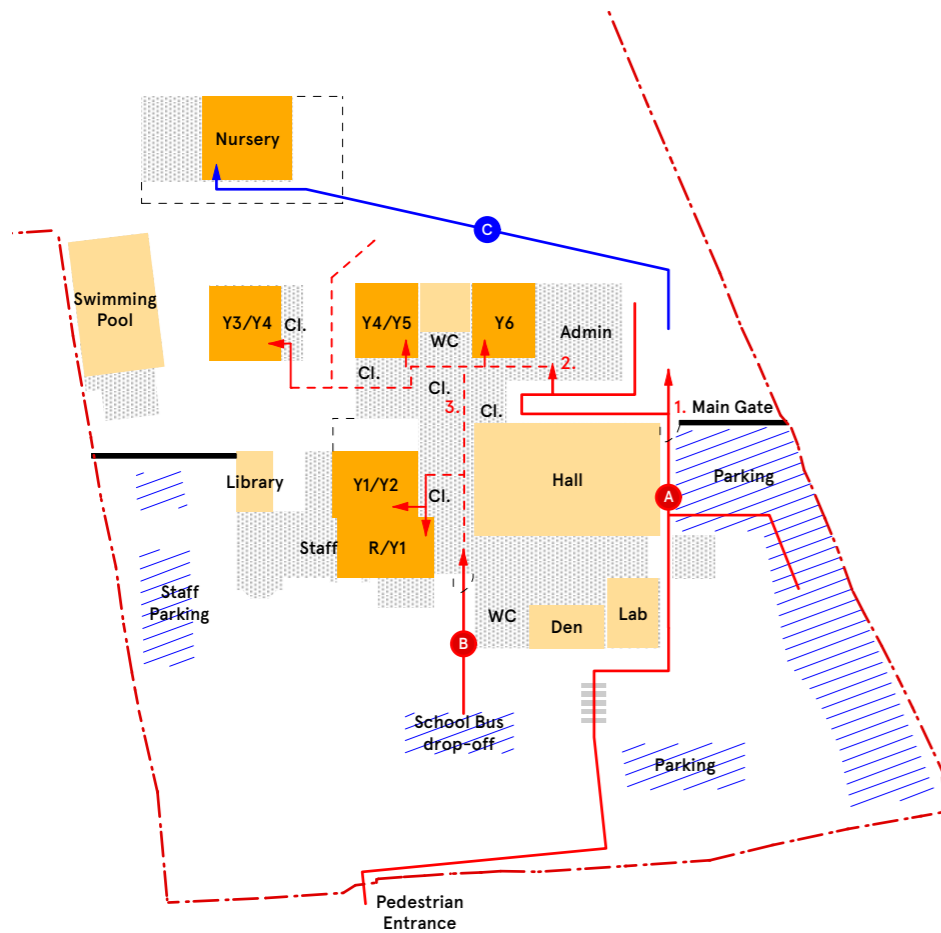 Nursery
C
Swimming
Pool
Y3/Y4
Cl.
Y4/Y5
WC
Y6
Admin
2.
Cl.
Cl.
3.
Cl.
1. Main Gate
Library
Y1/Y2
Cl.
Hall
Parking
A
Staff
R/Y1
Staff
Parking
WC
Den
Lab
B
School Bus
drop-off
Parking
Pedestrian
Entrance